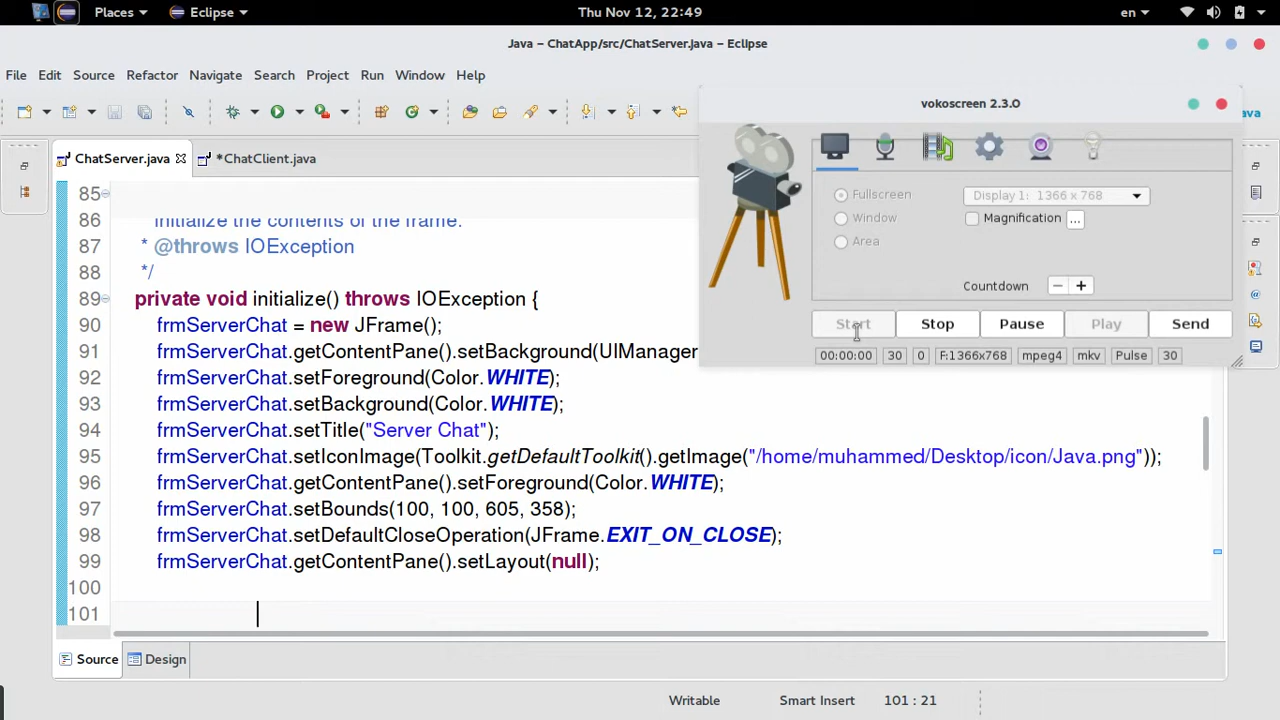 Places Eclipse Thu Nov 12, 22:49 en
Java – ChatApp/src/ChatServer.java – Eclipse
File Edit Source Refactor Navigate Search Project Run Window Help
vokoscreen 2.3.0
ChatServer.java *ChatClient.java
Fullscreen Display 1: 1366 x 768
Window Magnification ...
Area
Countdown − +
Start Stop Pause Play Send
00:00:00 30 0 F:1366x768 mpeg4 mkv Pulse 30
85
86 Initialize the contents of the frame.
87 * @throws IOException
88 */
89 private void initialize() throws IOException {
90 frmServerChat = new JFrame();
91 frmServerChat.getContentPane().setBackground(UIManager
92 frmServerChat.setForeground(Color.WHITE);
93 frmServerChat.setBackground(Color.WHITE);
94 frmServerChat.setTitle("Server Chat");
95 frmServerChat.setIconImage(Toolkit.getDefaultToolkit().getImage("/home/muhammed/Desktop/icon/Java.png"));
96 frmServerChat.getContentPane().setForeground(Color.WHITE);
97 frmServerChat.setBounds(100, 100, 605, 358);
98 frmServerChat.setDefaultCloseOperation(JFrame.EXIT_ON_CLOSE);
99 frmServerChat.getContentPane().setLayout(null);
100
101
Source Design
Writable Smart Insert 101 : 21